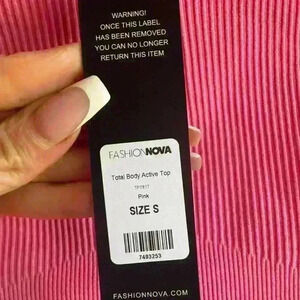 WARNING!
ONCE THIS LABEL
HAS BEEN REMOVED
YOU CAN NO LONGER
RETURN THIS ITEM
FASHIONNOVA
Total Body Active Top
Pink
SIZE S
7493253
FASHIONNOVA.COM